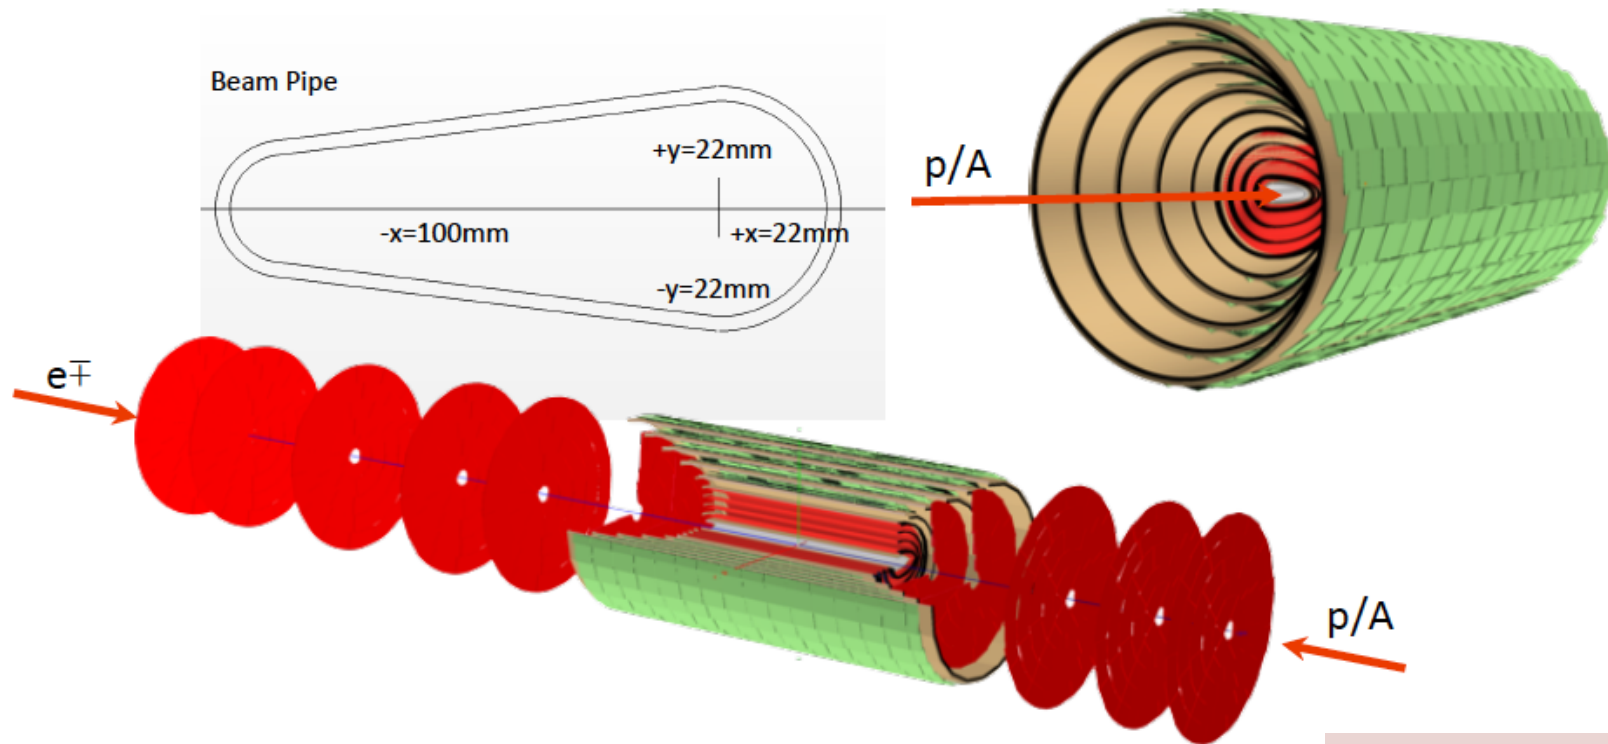 Beam Pipe
+y=22mm
-x=100mm
+x=22mm
-y=22mm
p/A
e∓
p/A